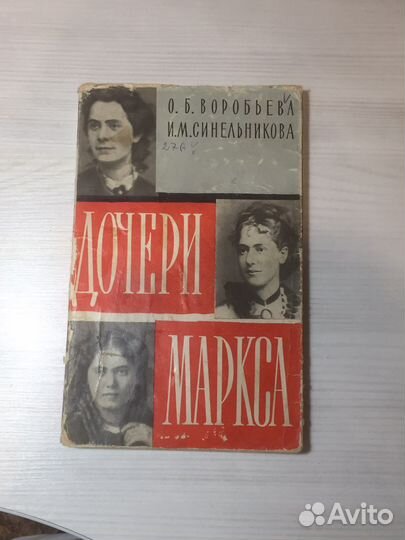 О. Б. ВОРОБЬЕВА
И. М. СИНЕЛЬНИКОВА
ДОЧЕРИ
МАРКСА
Avito